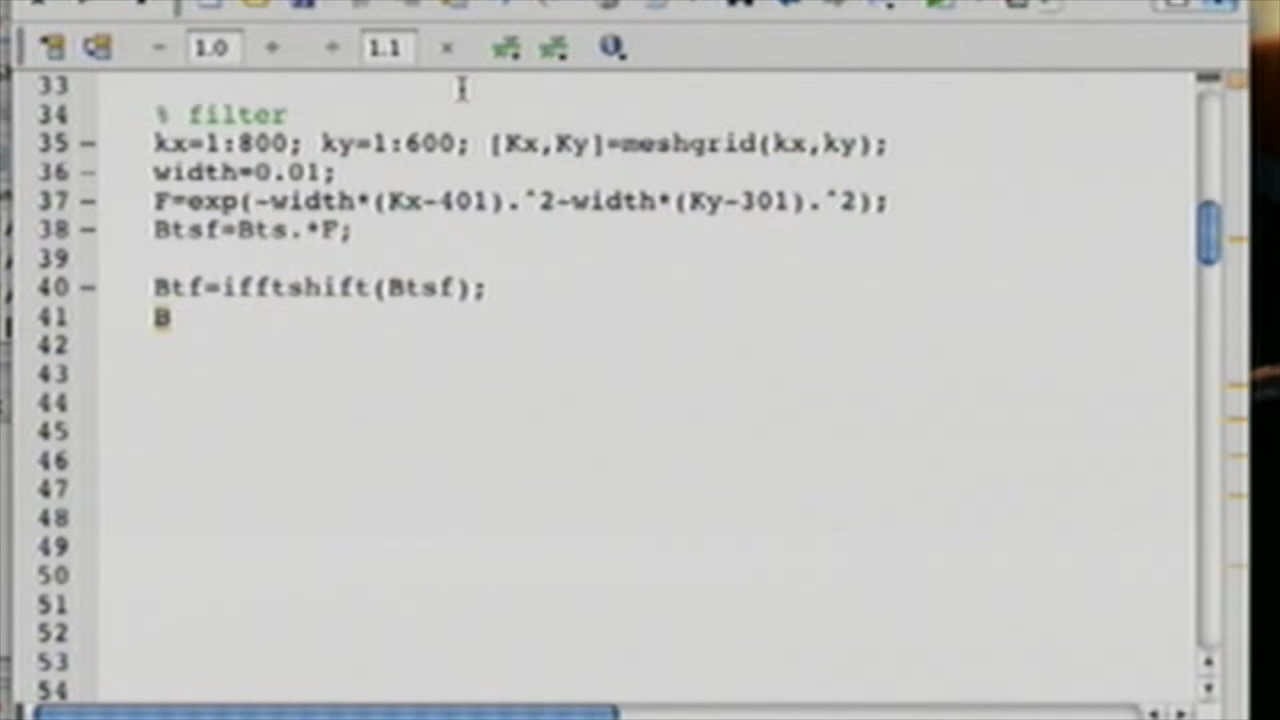 1.0 1.1
33
34 % filter
35 kx=1:800; ky=1:600; [Kx,Ky]=meshgrid(kx,ky);
36 width=0.01;
37 F=exp(-width*(Kx-401).^2-width*(Ky-301).^2);
38 Btsf=Bts.*F;
39
40 Btf=ifftshift(Btsf);
41 B
42
43
44
45
46
47
48
49
50
51
52
53
54